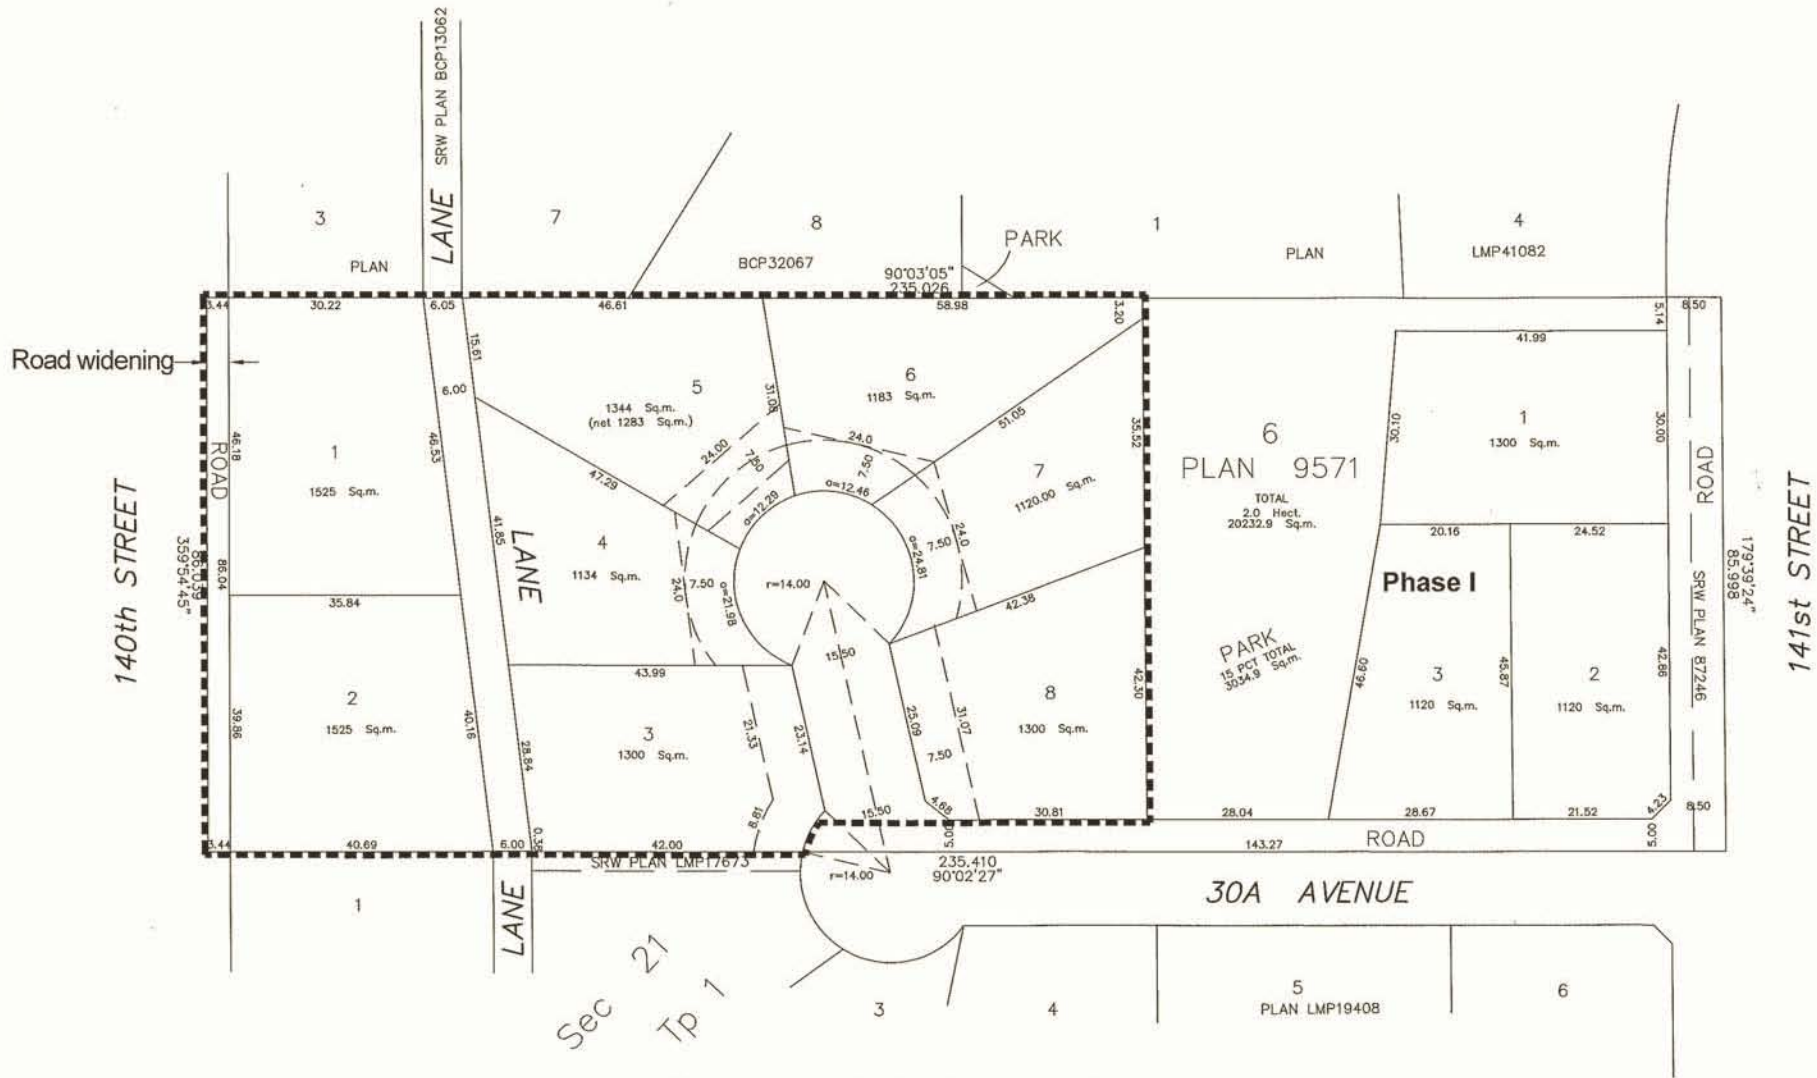 SRW PLAN BCP13062
LANE
3
PLAN
7
8
BCP32067
PARK
1
PLAN
4
LMP41082
90°03'05"
235.026
3.44
30.22
6.05
46.61
58.98
3.20
5.14
8.50
Road widening
15.61
6.00
41.99
5
1344 Sq.m.
(net 1283 Sq.m.)
31.08
6
1183 Sq.m.
51.05
35.52
6
PLAN 9571
TOTAL
2.0 Hect.
20232.9 Sq.m.
30.10
1
1300 Sq.m.
30.00
ROAD
46.18
ROAD
1
1525 Sq.m.
46.53
24.00
7.50
24.0
7.50
47.29
a=12.29
a=12.46
7
1120.00 Sq.m.
140th STREET
359°54'45"
86.039
86.04
41.85
LANE
4
1134 Sq.m.
24.0
7.50
a=21.98
r=14.00
a=24.81
7.50
24.0
42.38
20.16
24.52
Phase I
179°39'24"
85.998
141st STREET
SRW PLAN 87246
35.84
43.99
15.50
42.30
PARK
15 PCT TOTAL
3034.9 Sq.m.
46.60
3
1120 Sq.m.
45.87
2
1120 Sq.m.
42.86
39.86
2
1525 Sq.m.
40.16
28.84
3
1300 Sq.m.
21.33
23.14
25.09
7.50
31.07
8
1300 Sq.m.
8.81
15.50
4.68
30.81
28.04
28.67
21.52
4.23
8.50
3.44
40.69
6.00
0.38
42.00
5.00
143.27
ROAD
5.00
SRW PLAN LMP17673
r=14.00
235.410
90°02'27"
30A AVENUE
1
LANE
Sec 21
Tp 1
3
4
5
PLAN LMP19408
6